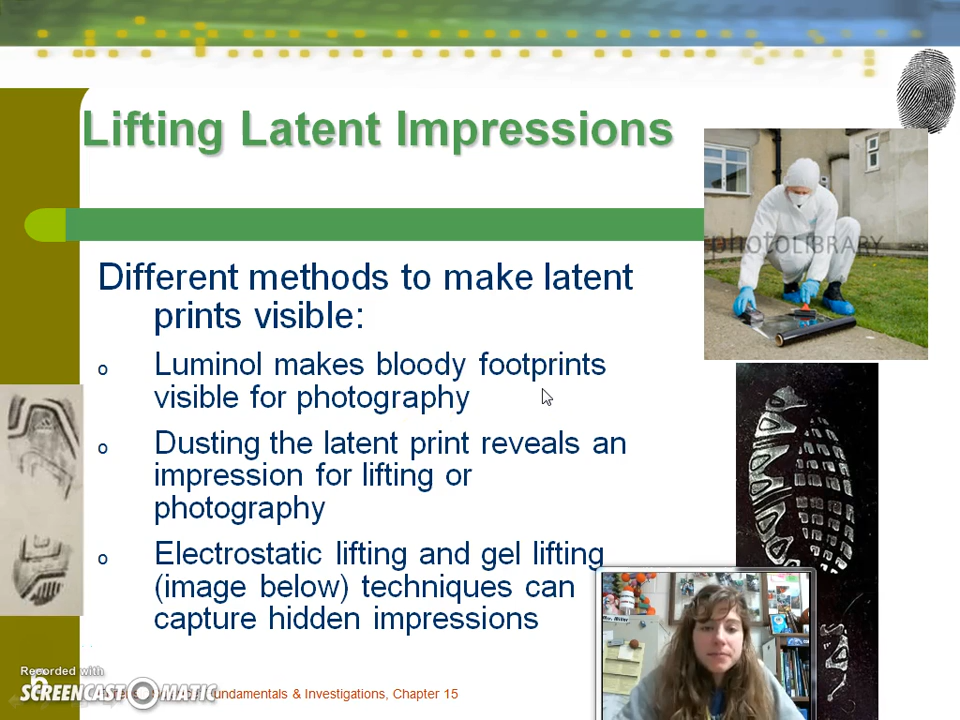 Lifting Latent Impressions
photoLIBRARY
Different methods to make latent
prints visible:
o Luminol makes bloody footprints
visible for photography
o Dusting the latent print reveals an
impression for lifting or
photography
o Electrostatic lifting and gel lifting
(image below) techniques can
capture hidden impressions
Mr. Miller
Recorded with
SCREENCAST MATIC
Fundamentals & Investigations, Chapter 15